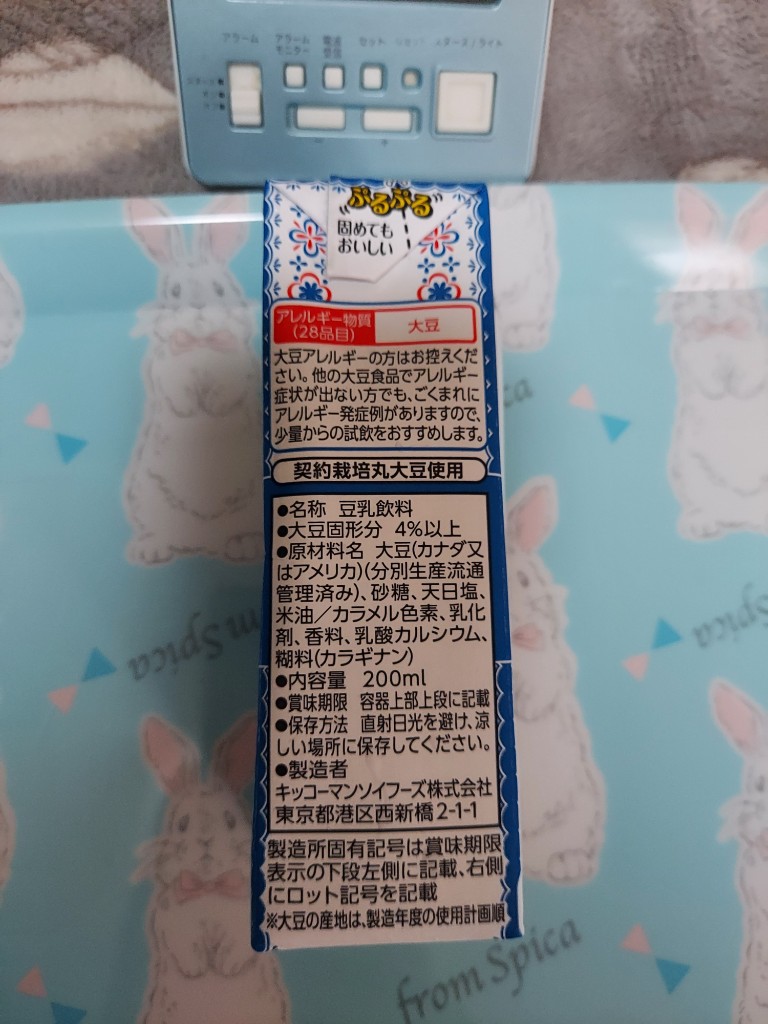 アラーム
アラーム
モニター
電波
受信
セット
ぷるぷる
固めても
おいしい!
アレルギー物質
(28品目)
大豆
大豆アレルギーの方はお控えくだ
さい。他の大豆食品でアレルギー
症状が出ない方でも、ごくまれに
アレルギー発症例がありますので、
少量からの試飲をおすすめします。
契約栽培丸大豆使用
●名称 豆乳飲料
●大豆固形分 4%以上
●原材料名 大豆(カナダ又
はアメリカ)(分別生産流通
管理済み)、砂糖、天日塩、
米油/カラメル色素、乳化
剤、香料、乳酸カルシウム、
糊料(カラギナン)
●内容量 200ml
●賞味期限 容器上部上段に記載
●保存方法 直射日光を避け、涼
しい場所に保存してください。
●製造者
キッコーマンソイフーズ株式会社
東京都港区西新橋2-1-1
製造所固有記号は賞味期限
表示の下段左側に記載、右側
にロット記号を記載
※大豆の産地は、製造年度の使用計画順
from Spica